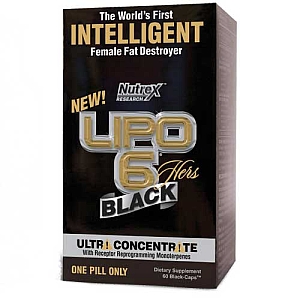 The World's First
INTELLIGENT
Female Fat Destroyer
Nutrex
RESEARCH
NEW!
LIPO
6
Hers
BLACK
ULTRA CONCENTRATE
With Receptor Reprogramming Monoterpenes
ONE PILL ONLY
Dietary Supplement
60 Black-Caps™